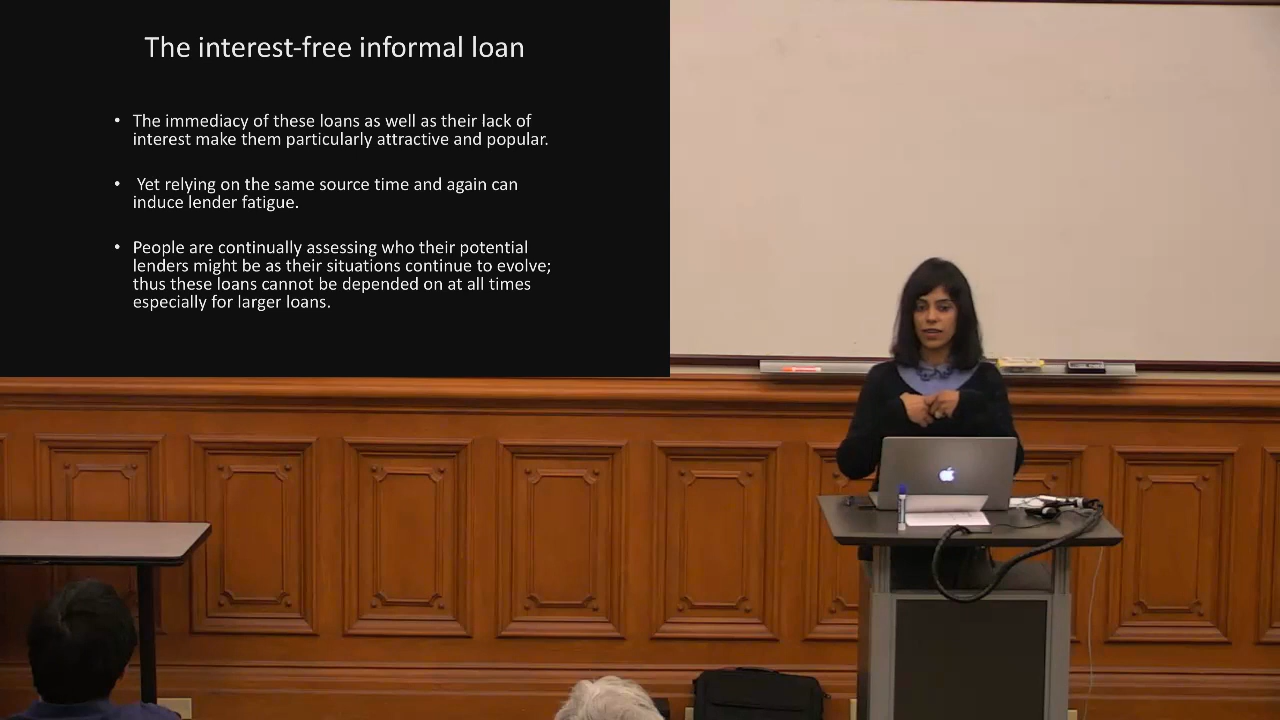 The interest-free informal loan
• The immediacy of these loans as well as their lack of
interest make them particularly attractive and popular.
• Yet relying on the same source time and again can
induce lender fatigue.
• People are continually assessing who their potential
lenders might be as their situations continue to evolve;
thus these loans cannot be depended on at all times
especially for larger loans.